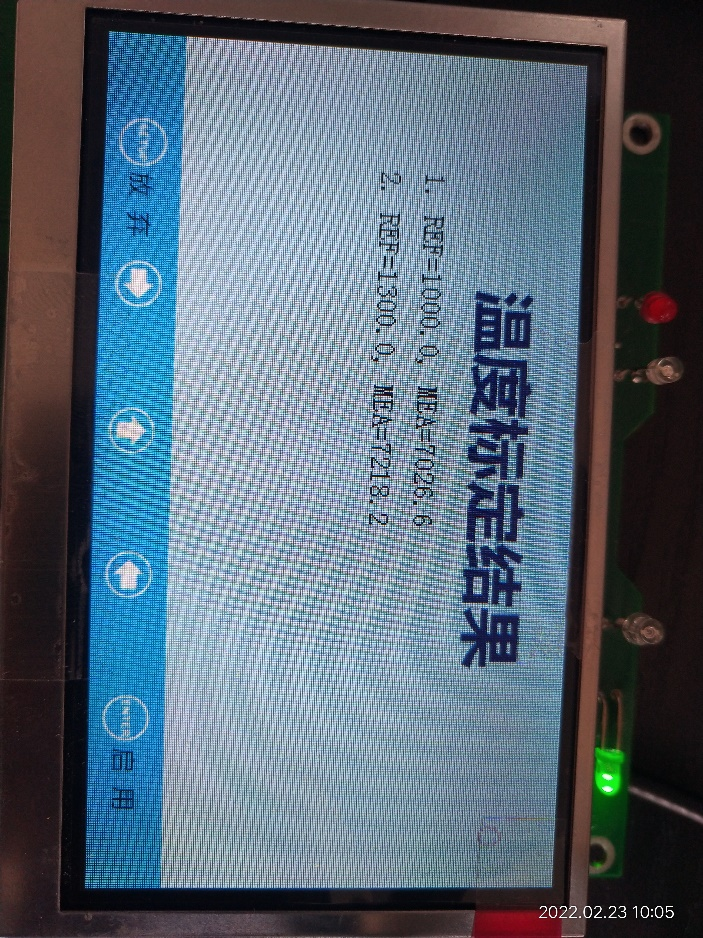 温度标定结果
1. REF=1000.0, MEA=7026.6
2. REF=1300.0, MEA=7218.2
放弃
启用
2022.02.23 10:05